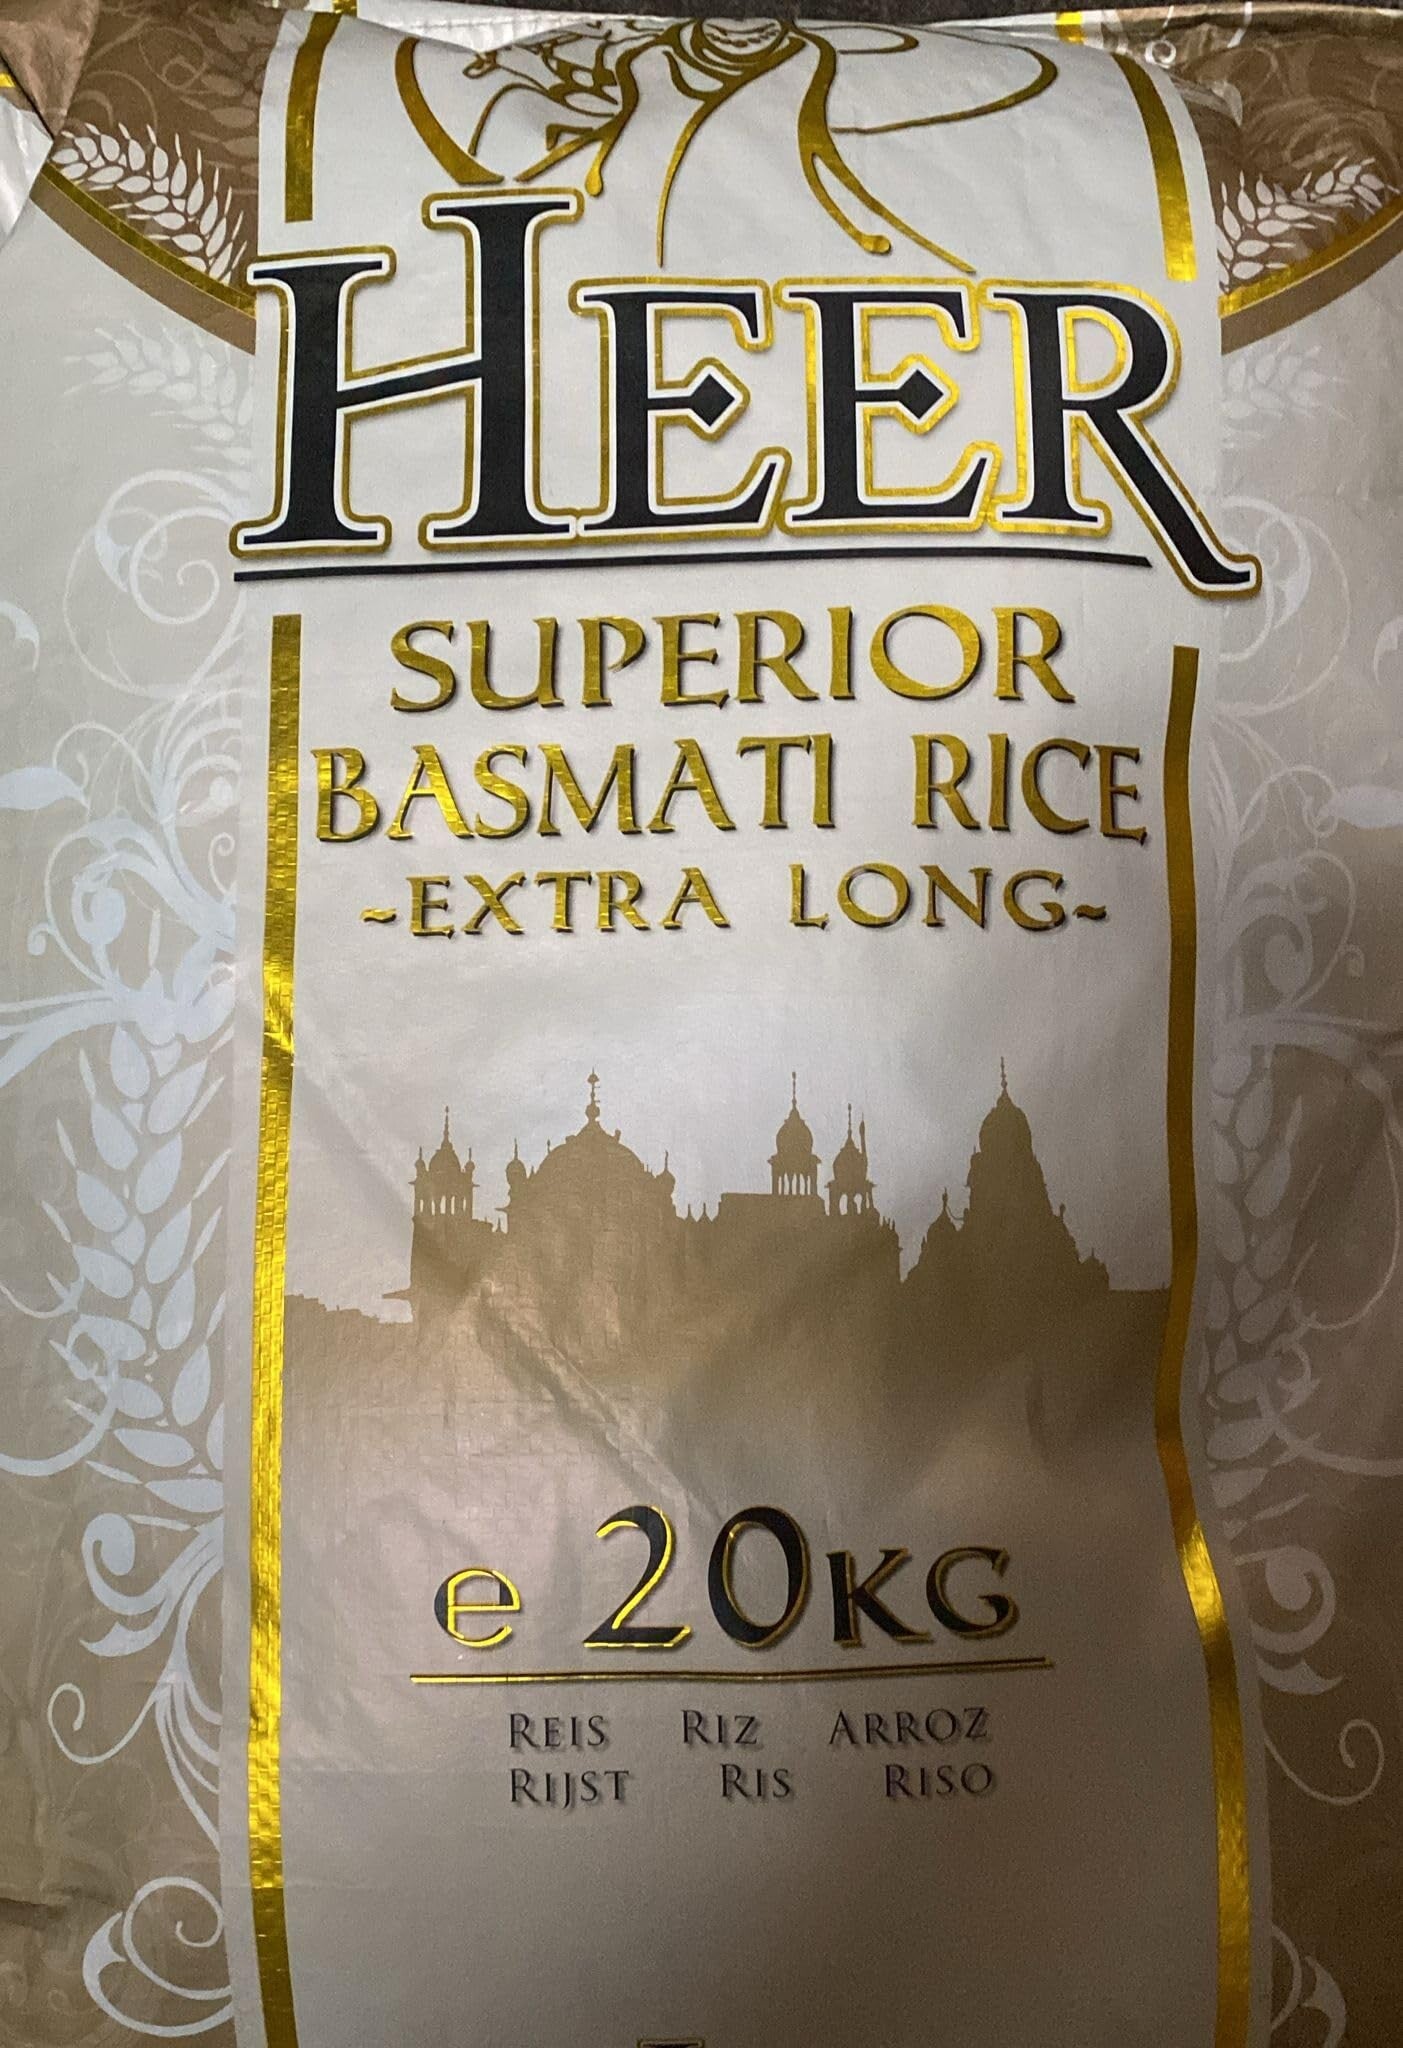 HEER
SUPERIOR
BASMATI RICE
~EXTRA LONG~
e 20KG
REIS RIZ ARROZ
RIJST RIS RISO